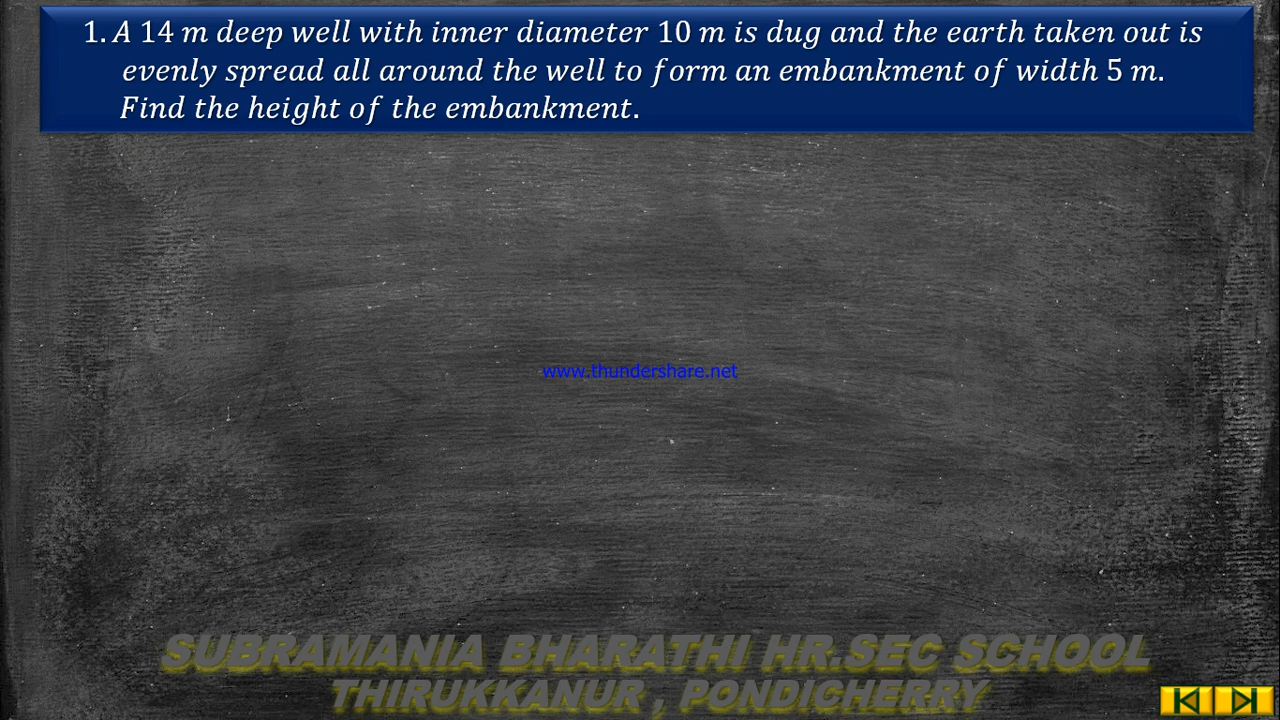 1. A 14 m deep well with inner diameter 10 m is dug and the earth taken out is
evenly spread all around the well to form an embankment of width 5 m.
Find the height of the embankment.
www.thundershare.net
SUBRAMANIA BHARATHI HR.SEC SCHOOL
THIRUKKANUR , PONDICHERRY